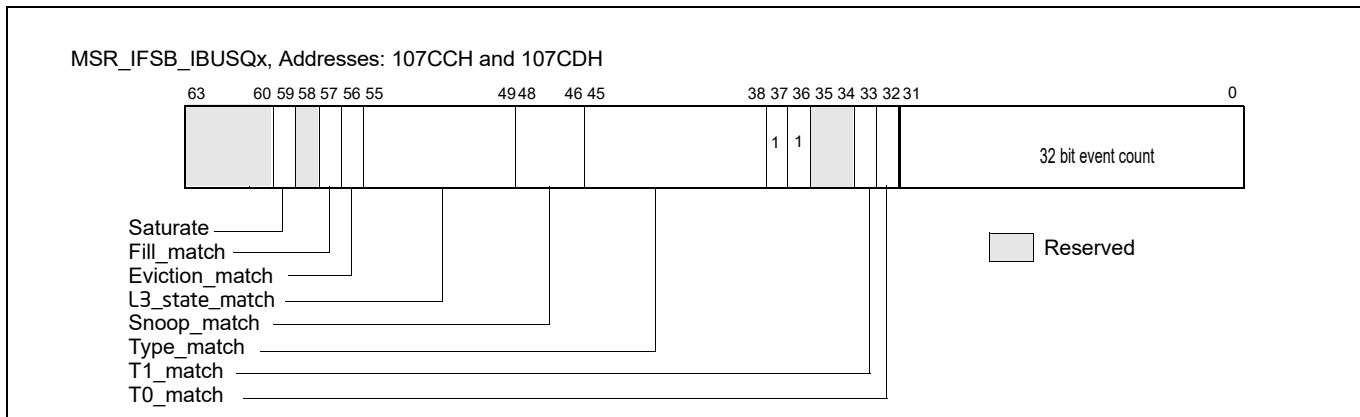 MSR_IFSB_IBUSQx, Addresses: 107CCH and 107CDH
63 60 59 58 57 56 55 49 48 46 45 38 37 36 35 34 33 32 31 0
1 1 32 bit event count
Saturate
Fill_match
Eviction_match
L3_state_match
Snoop_match
Type_match
T1_match
T0_match
Reserved